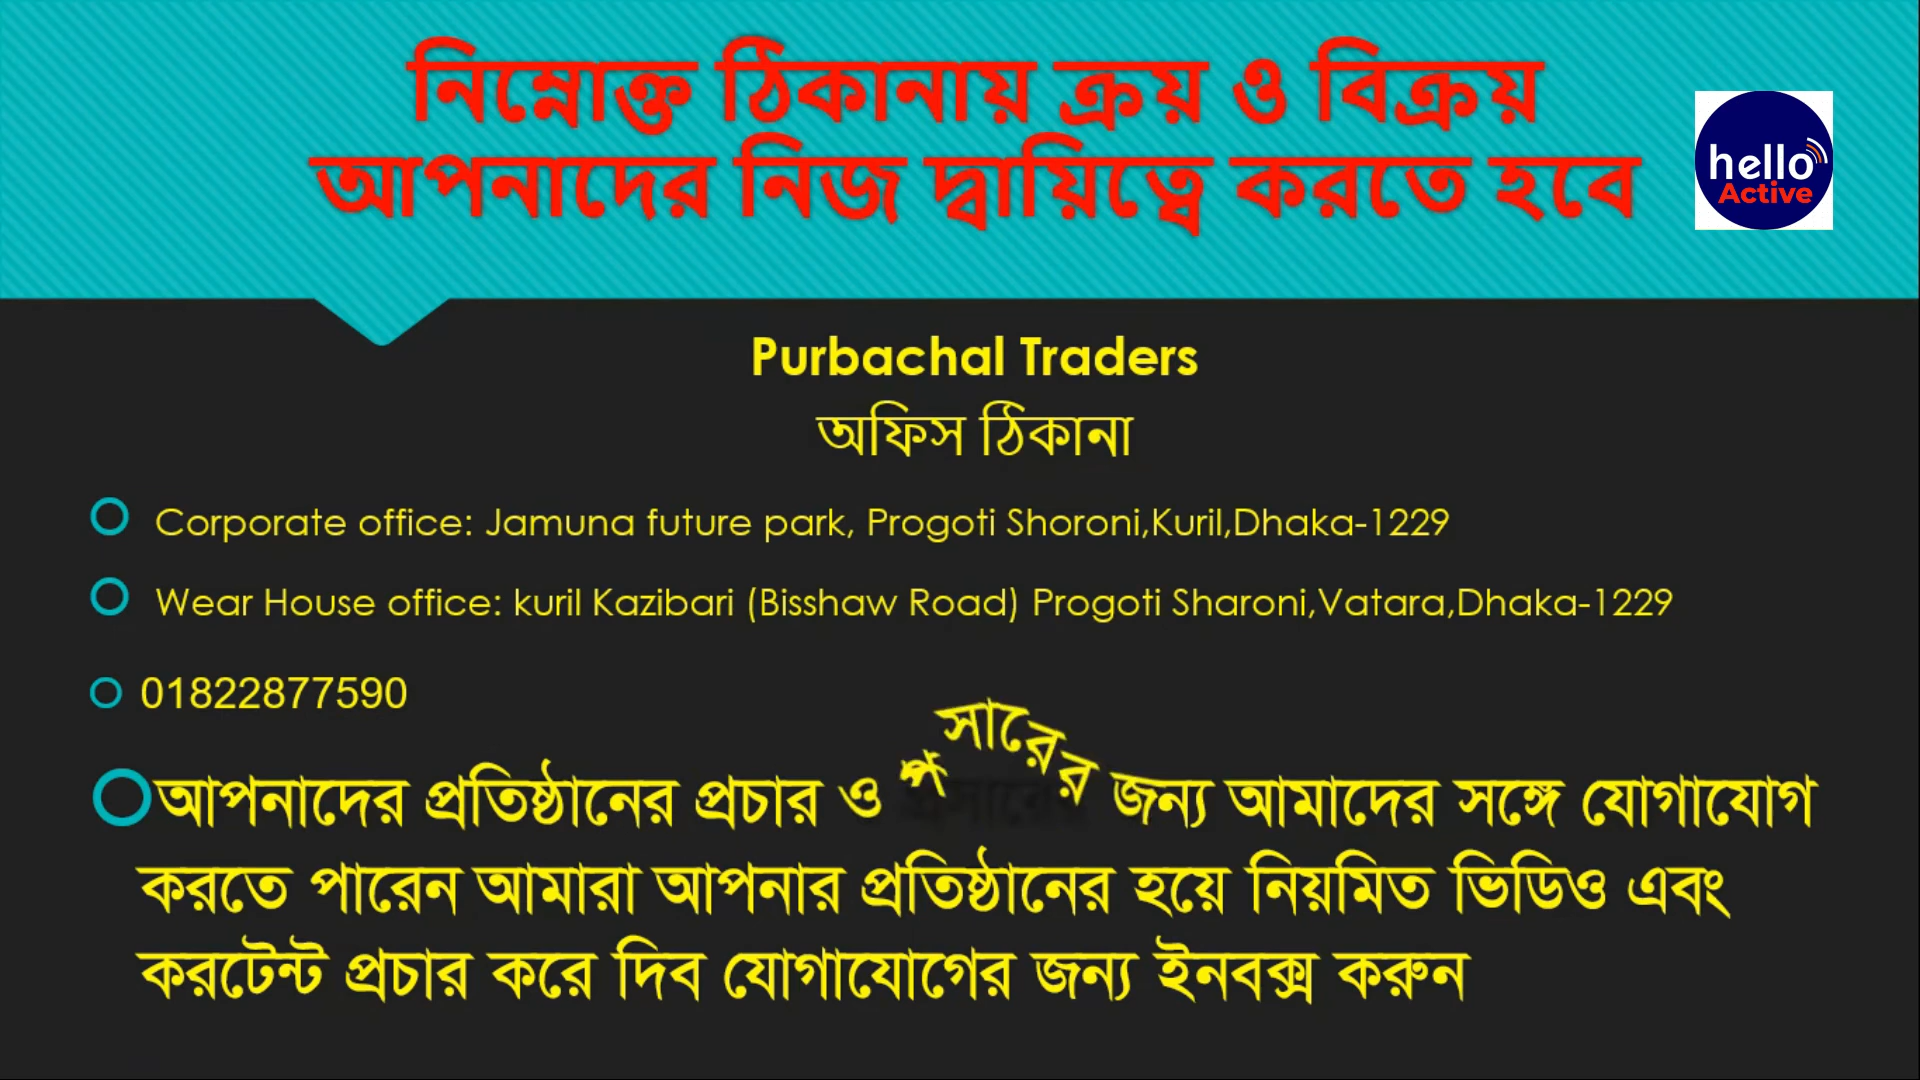 নিম্নোক্ত ঠিকানায় ক্রয় ও বিক্রয়
আপনাদের নিজ দ্বায়িত্বে করতে হবে
hello
Active
Purbachal Traders
অফিস ঠিকানা
Corporate office: Jamuna future park, Progoti Shoroni,Kuril,Dhaka-1229
Wear House office: kuril Kazibari (Bisshaw Road) Progoti Sharoni,Vatara,Dhaka-1229
01822877590
আপনাদের প্রতিষ্ঠানের প্রচার ও প্রসারের জন্য আমাদের সঙ্গে যোগাযোগ
করতে পারেন আমারা আপনার প্রতিষ্ঠানের হয়ে নিয়মিত ভিডিও এবং
করটেন্ট প্রচার করে দিব যোগাযোগের জন্য ইনবক্স করুন